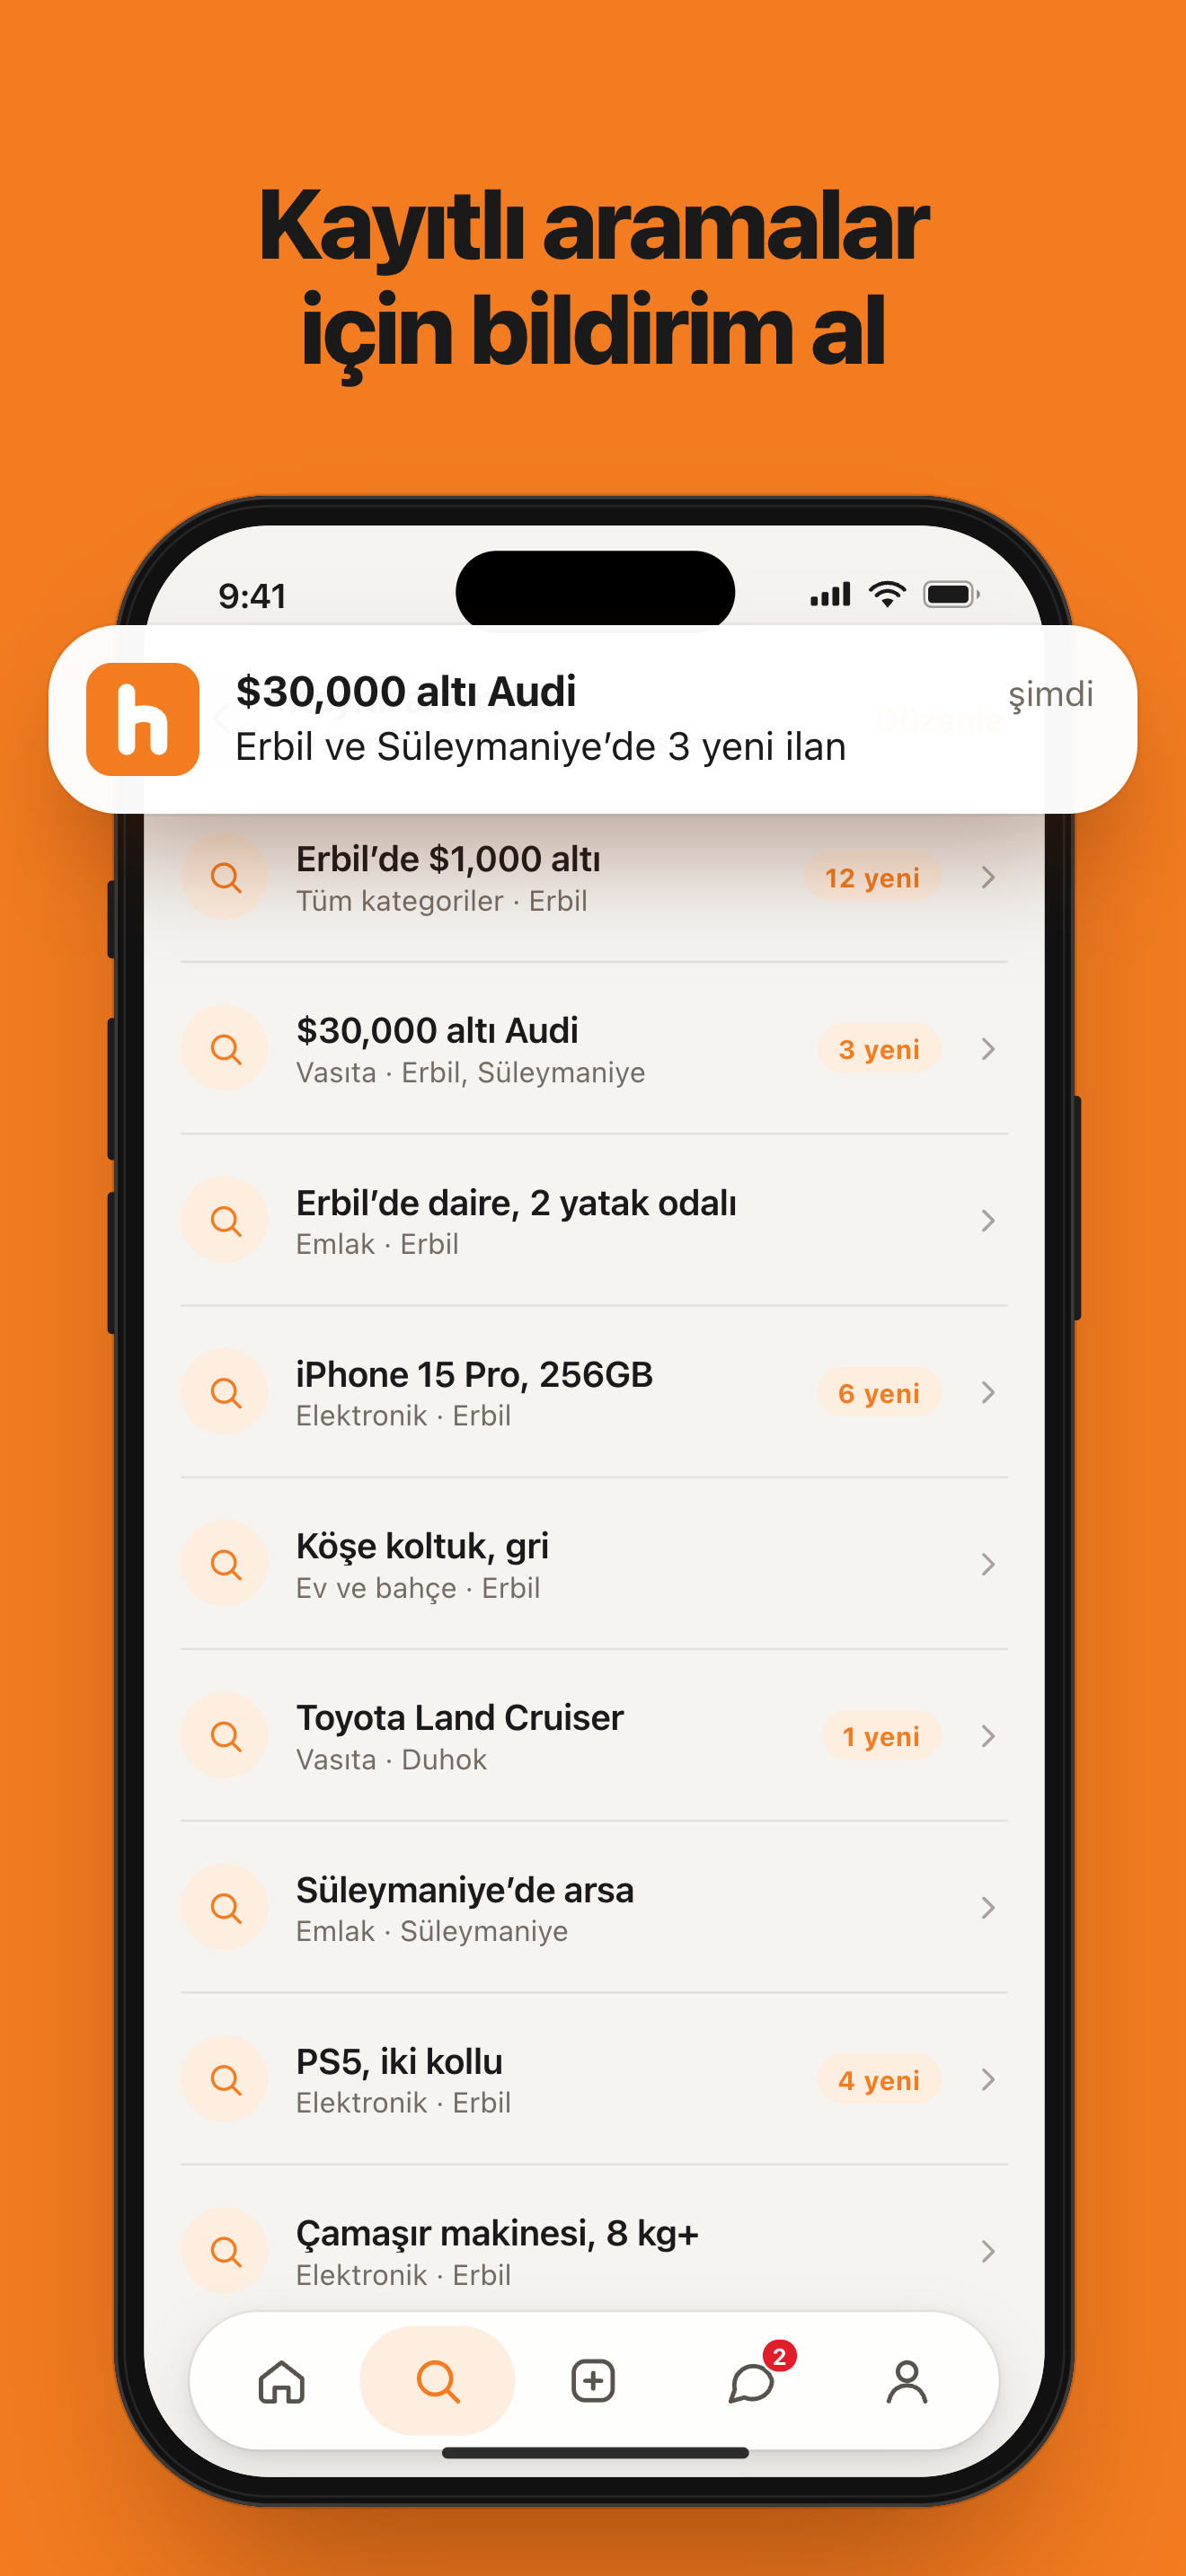 Kayıtlı aramalar
için bildirim al
9:41
h
$30,000 altı Audi
şimdi
Düzenle
Erbil ve Süleymaniye’de 3 yeni ilan
Erbil’de $1,000 altı
12 yeni
Tüm kategoriler · Erbil
$30,000 altı Audi
3 yeni
Vasıta · Erbil, Süleymaniye
Erbil’de daire, 2 yatak odalı
Emlak · Erbil
iPhone 15 Pro, 256GB
6 yeni
Elektronik · Erbil
Köşe koltuk, gri
Ev ve bahçe · Erbil
Toyota Land Cruiser
1 yeni
Vasıta · Duhok
Süleymaniye’de arsa
Emlak · Süleymaniye
PS5, iki kollu
4 yeni
Elektronik · Erbil
Çamaşır makinesi, 8 kg+
Elektronik · Erbil
2